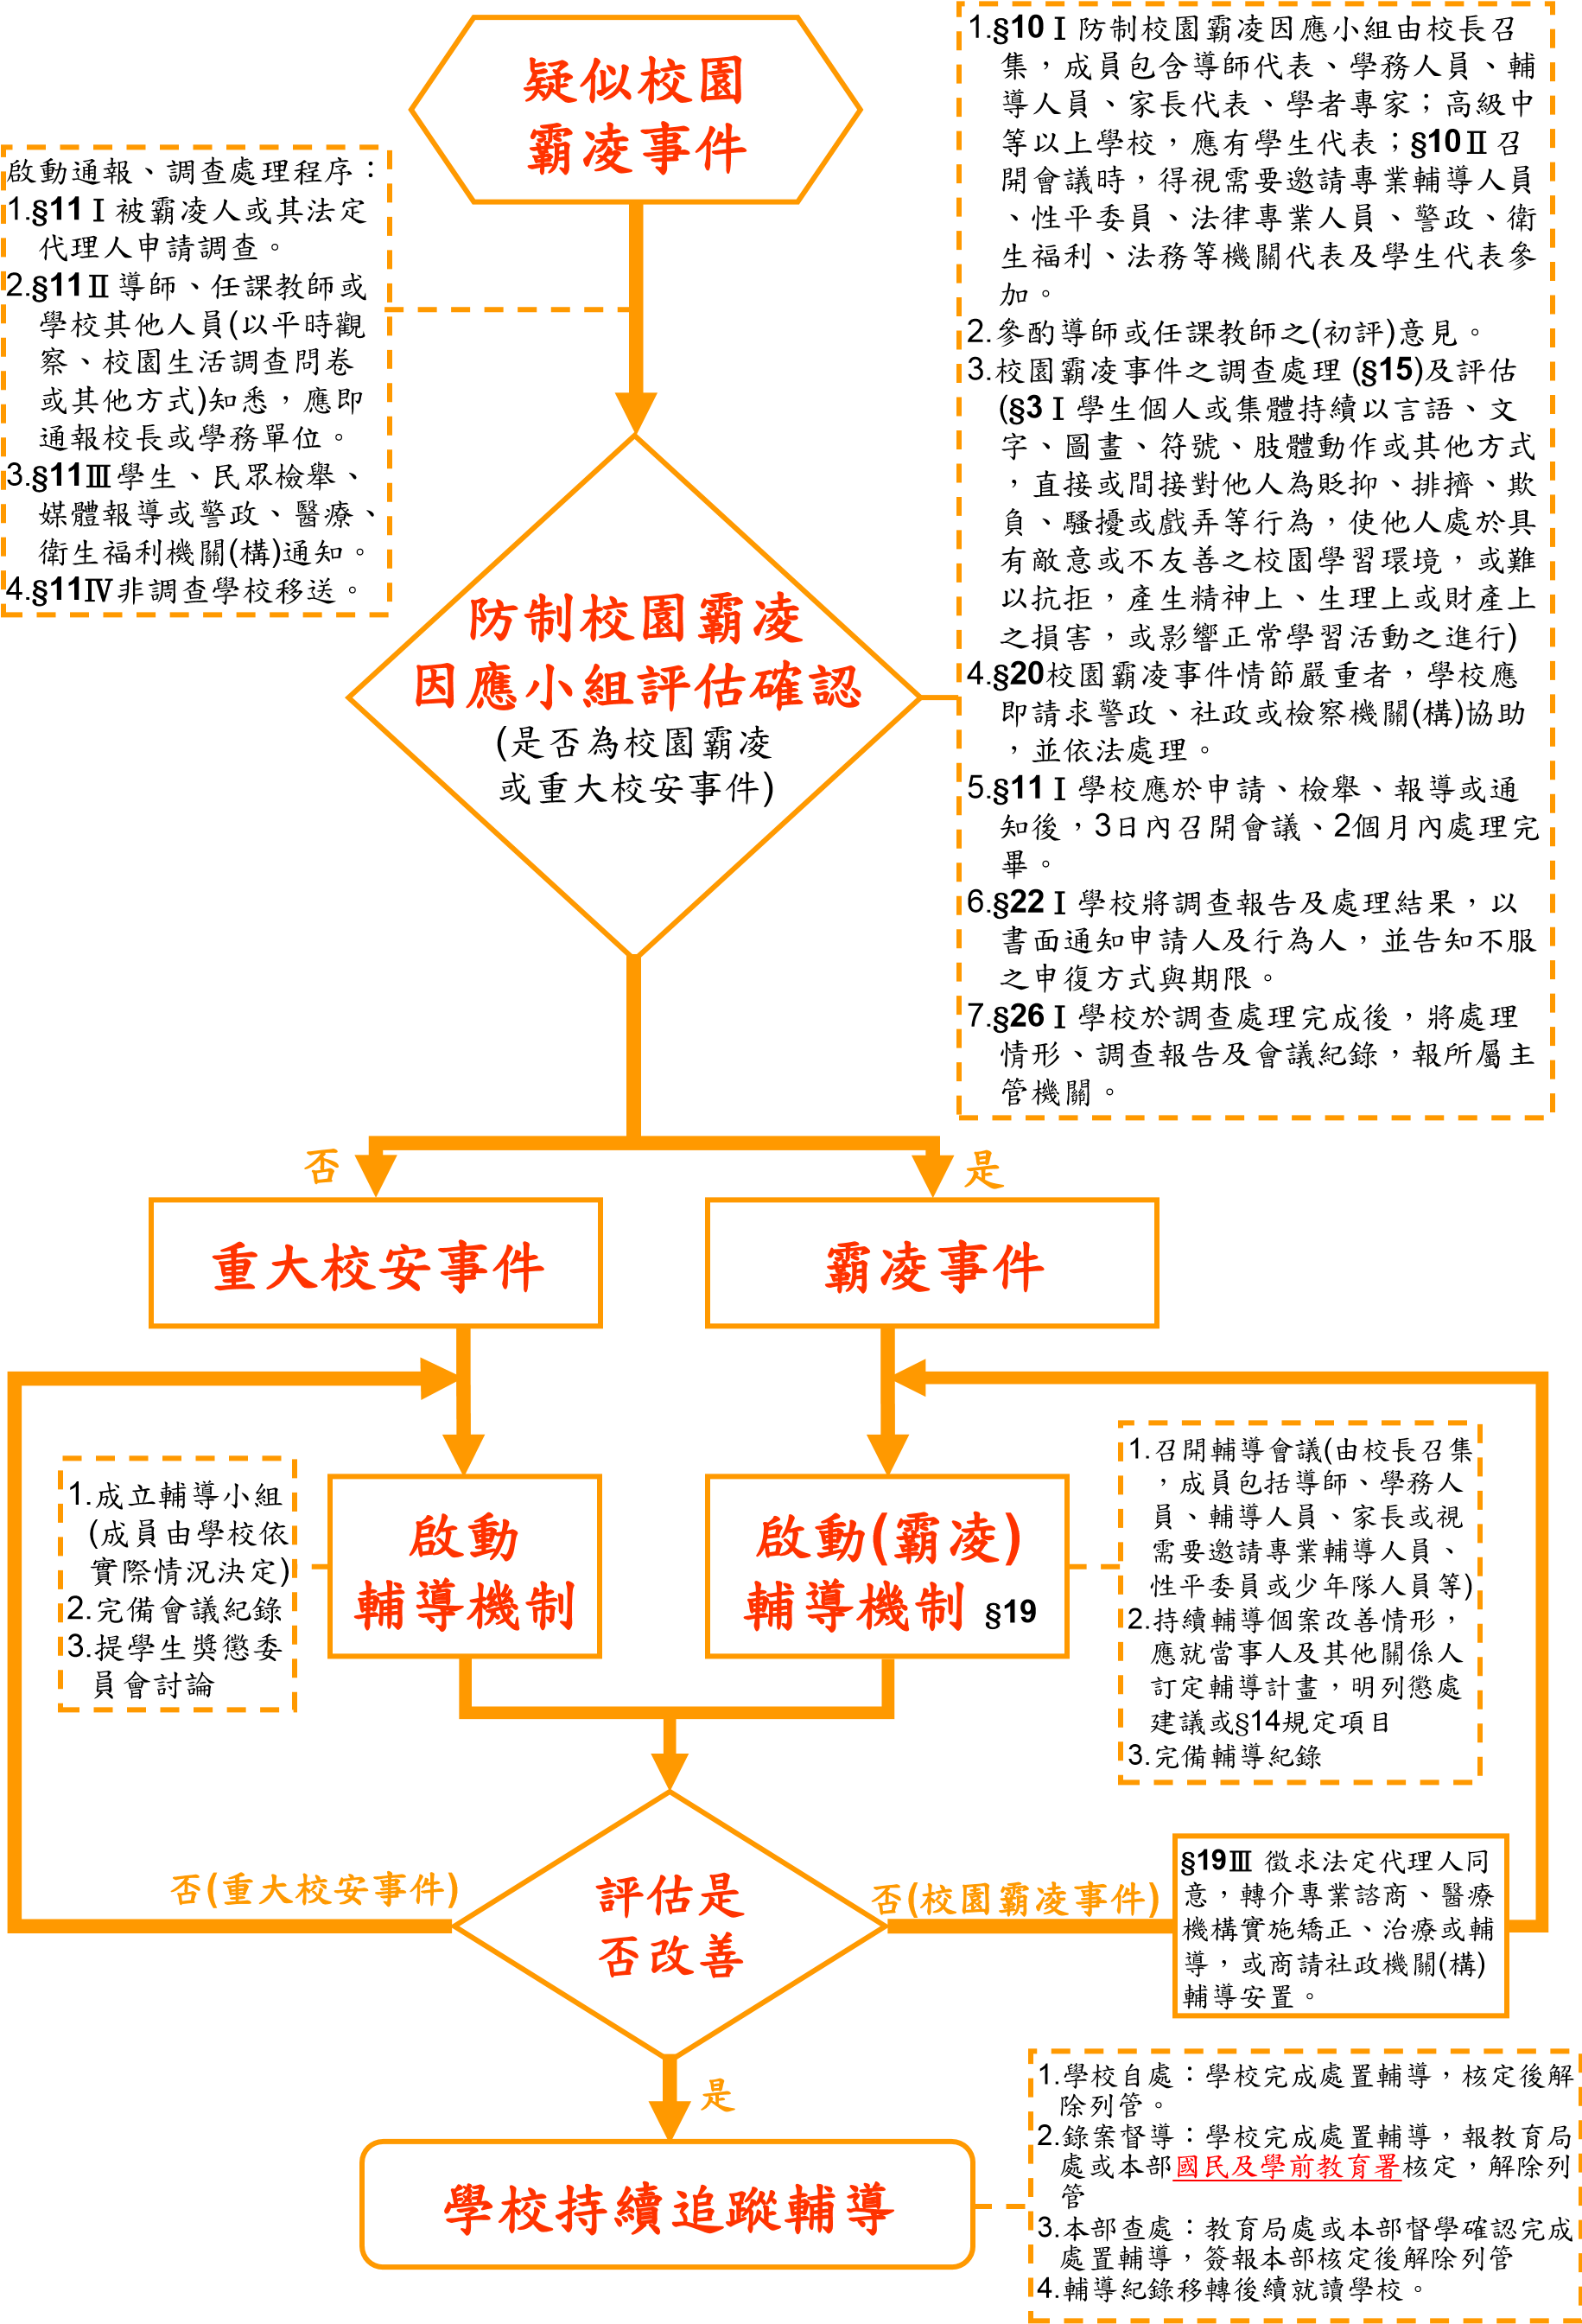 疑似校園
霸凌事件
啟動通報、調查處理程序：
1.§11Ⅰ被霸凌人或其法定
代理人申請調查。
2.§11Ⅱ導師、任課教師或
學校其他人員(以平時觀
察、校園生活調查問卷
或其他方式)知悉，應即
通報校長或學務單位。
3.§11Ⅲ學生、民眾檢舉、
媒體報導或警政、醫療、
衛生福利機關(構)通知。
4.§11Ⅳ非調查學校移送。
1.§10Ⅰ防制校園霸凌因應小組由校長召
集，成員包含導師代表、學務人員、輔
導人員、家長代表、學者專家；高級中
等以上學校，應有學生代表；§10Ⅱ召
開會議時，得視需要邀請專業輔導人員
、性平委員、法律專業人員、警政、衛
生福利、法務等機關代表及學生代表參
加。
2.參酌導師或任課教師之(初評)意見。
3.校園霸凌事件之調查處理 (§15)及評估
(§3Ⅰ學生個人或集體持續以言語、文
字、圖畫、符號、肢體動作或其他方式
，直接或間接對他人為貶抑、排擠、欺
負、騷擾或戲弄等行為，使他人處於具
有敵意或不友善之校園學習環境，或難
以抗拒，產生精神上、生理上或財產上
之損害，或影響正常學習活動之進行)
4.§20校園霸凌事件情節嚴重者，學校應
即請求警政、社政或檢察機關(構)協助
，並依法處理。
5.§11Ⅰ學校應於申請、檢舉、報導或通
知後，3日內召開會議、2個月內處理完
畢。
6.§22Ⅰ學校將調查報告及處理結果，以
書面通知申請人及行為人，並告知不服
之申復方式與期限。
7.§26Ⅰ學校於調查處理完成後，將處理
情形、調查報告及會議紀錄，報所屬主
管機關。
防制校園霸凌
因應小組評估確認
(是否為校園霸凌
或重大校安事件)
否
是
重大校安事件
霸凌事件
1.成立輔導小組
(成員由學校依
實際情況決定)
2.完備會議紀錄
3.提學生獎懲委
員會討論
啟動
輔導機制
啟動(霸凌)
輔導機制 §19
1.召開輔導會議(由校長召集
，成員包括導師、學務人
員、輔導人員、家長或視
需要邀請專業輔導人員、
性平委員或少年隊人員等)
2.持續輔導個案改善情形，
應就當事人及其他關係人
訂定輔導計畫，明列懲處
建議或§14規定項目
3.完備輔導紀錄
否(重大校安事件)
評估是
否改善
否(校園霸凌事件)
§19Ⅲ 徵求法定代理人同
意，轉介專業諮商、醫療
機構實施矯正、治療或輔
導，或商請社政機關(構)
輔導安置。
是
學校持續追蹤輔導
1.學校自處：學校完成處置輔導，核定後解
除列管。
2.錄案督導：學校完成處置輔導，報教育局
處或本部國民及學前教育署核定，解除列
管
3.本部查處：教育局處或本部督學確認完成
處置輔導，簽報本部核定後解除列管
4.輔導紀錄移轉後續就讀學校。